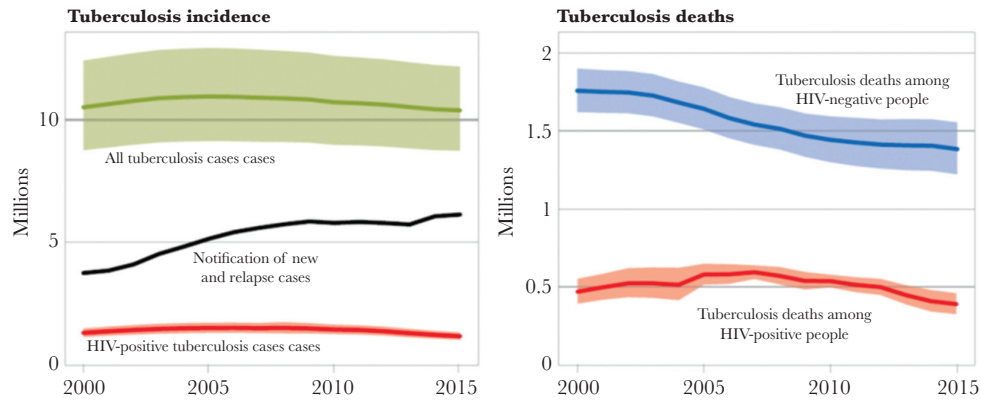 Tuberculosis incidence
Millions
10
5
0
All tuberculosis cases cases
Notification of new
and relapse cases
HIV-positive tuberculosis cases cases
2000 2005 2010 2015
Tuberculosis deaths
Millions
2
1.5
1
0.5
0
Tuberculosis deaths among
HIV-negative people
Tuberculosis deaths among
HIV-positive people
2000 2005 2010 2015